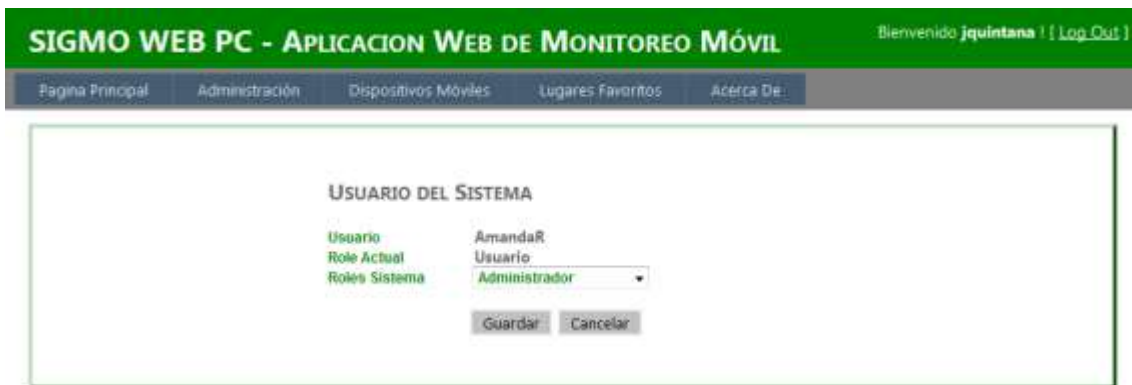 SIGMO WEB PC - APLICACION WEB DE MONITOREO MÓVIL
Bienvenido jquintana ! [ Log Out ]
Pagina Principal Administración Dispositivos Móviles Lugares Favoritos Acerca De
USUARIO DEL SISTEMA
Usuario AmandaR
Role Actual Usuario
Roles Sistema Administrador
Guardar Cancelar